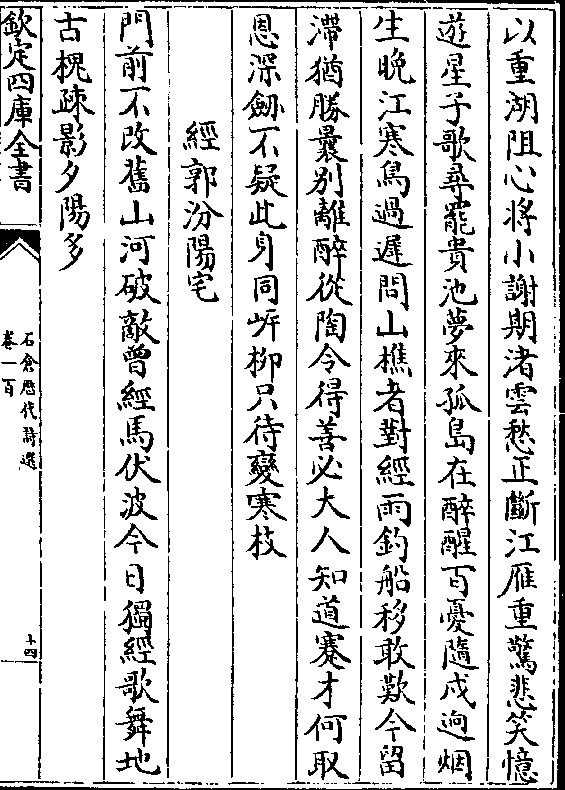 以重湖阻心將小謝期渚雲愁正斷江雁重驚悲笑憶
遊星子歌尋罷貴池夢來孤島在醉醒百憂隨戍迥烟
生晚江寒鳥過遲問山樵者對經雨釣船移敢歎今留
滯猶勝曩别離醉從陶令得善必大人知道蹇才何取
恩深劒不疑此身同岍栁只待變寒枝
經郭汾陽宅
門前不改舊山河破敵曾經馬伏波今日獨經歌舞地
古槐疎影夕陽多
欽定四庫全書
石倉歷代詩選
卷一百
十四